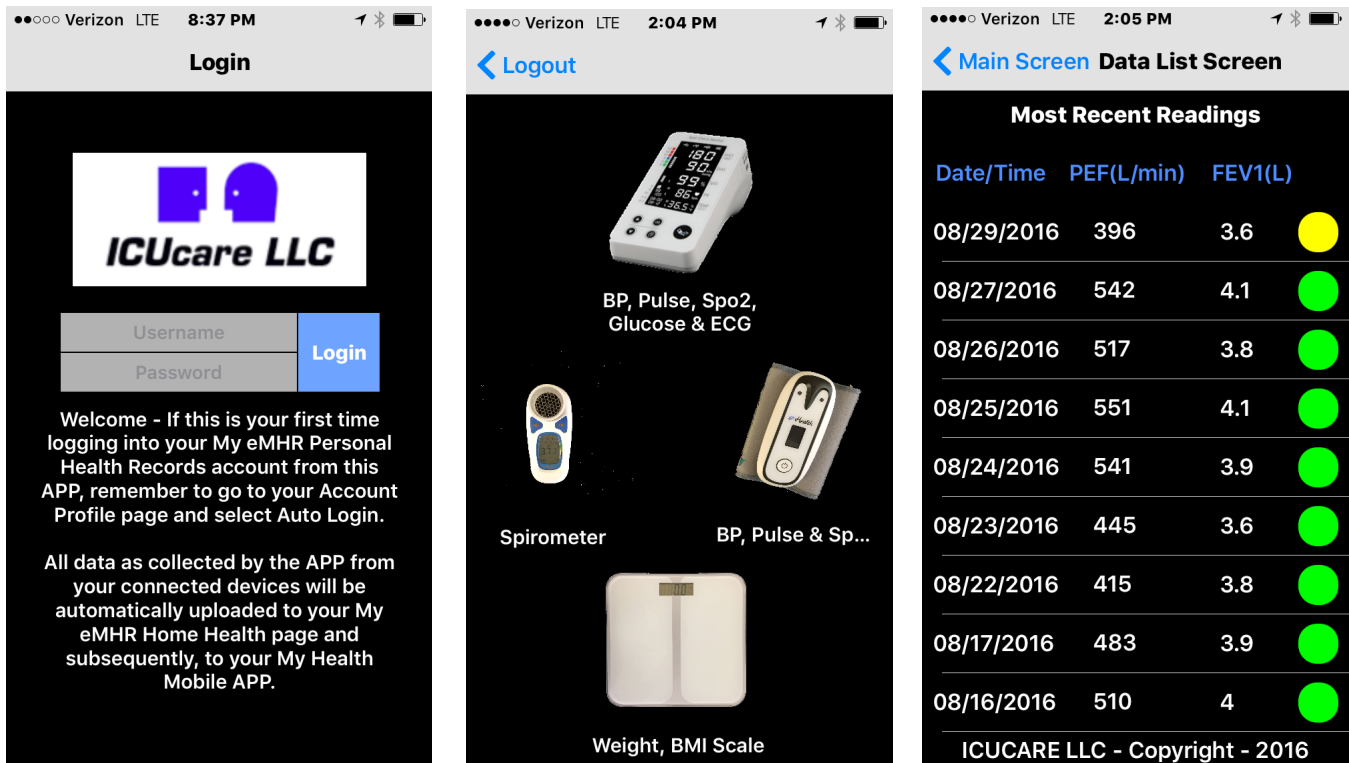 Verizon LTE 8:37 PM
Login
ICUcare LLC
Username
Password
Login
Welcome - If this is your first time
logging into your My eMHR Personal
Health Records account from this
APP, remember to go to your Account
Profile page and select Auto Login.
All data as collected by the APP from
your connected devices will be
automatically uploaded to your My
eMHR Home Health page and
subsequently, to your My Health
Mobile APP.
Verizon LTE 2:04 PM
Logout
180
90
99
86
36.5
BP, Pulse, Spo2,
Glucose & ECG
Spirometer
BP, Pulse & Sp...
Weight, BMI Scale
Verizon LTE 2:05 PM
Main Screen Data List Screen
Most Recent Readings
Date/Time PEF(L/min) FEV1(L)
08/29/2016 396 3.6
08/27/2016 542 4.1
08/26/2016 517 3.8
08/25/2016 551 4.1
08/24/2016 541 3.9
08/23/2016 445 3.6
08/22/2016 415 3.8
08/17/2016 483 3.9
08/16/2016 510 4
ICUCARE LLC - Copyright - 2016